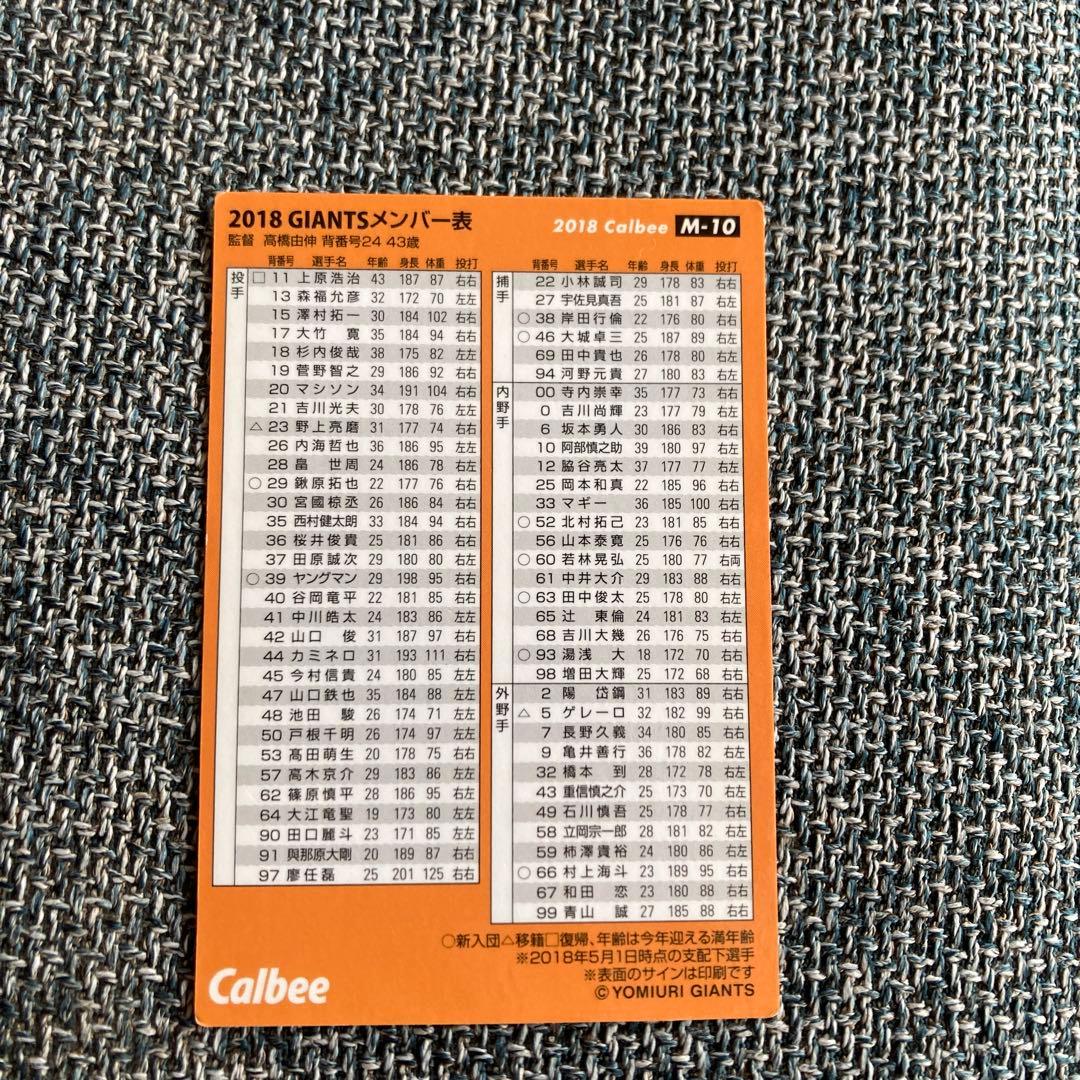 2018 GIANTSメンバー表
2018 Calbee M-10
監督 高橋由伸 背番号24 43歳
背番号 選手名 年齢 身長 体重 投打
投手
□ 11 上原浩治 43 187 87 右右
13 森福允彦 32 172 70 左左
15 澤村拓一 30 184 102 右右
17 大竹 寛 35 184 94 右右
18 杉内俊哉 38 175 82 左左
19 菅野智之 29 186 92 右右
20 マシソン 34 191 104 右右
21 吉川光夫 30 178 76 左左
△ 23 野上亮磨 31 177 74 右右
26 内海哲也 36 186 95 左左
28 畠 世周 24 186 78 右左
○ 29 鍬原拓也 22 177 76 右右
30 宮國椋丞 26 186 84 右右
35 西村健太朗 33 184 94 右右
36 桜井俊貴 25 181 86 右右
37 田原誠次 29 180 80 右左
○ 39 ヤングマン 29 198 95 右右
40 谷岡竜平 22 181 85 右右
41 中川皓太 24 183 86 左左
42 山口 俊 31 187 97 右右
44 カミネロ 31 193 111 右右
45 今村信貴 24 180 85 左左
47 山口鉄也 35 184 88 左左
48 池田 駿 26 174 71 左左
50 戸根千明 26 174 97 左左
53 髙田萌生 20 178 75 右右
57 高木京介 29 183 86 左左
62 篠原慎平 28 186 95 右左
64 大江竜聖 19 173 80 左左
90 田口麗斗 23 171 85 左左
91 與那原大剛 20 189 87 右右
97 廖任磊 25 201 125 右右
背番号 選手名 年齢 身長 体重 投打
捕手
22 小林誠司 29 178 83 右右
27 宇佐見真吾 25 181 87 右左
○ 38 岸田行倫 22 176 80 右右
○ 46 大城卓三 25 187 89 右左
69 田中貴也 26 178 80 右左
94 河野元貴 27 180 83 右左
内野手
00 寺内崇幸 35 177 73 右右
0 吉川尚輝 23 177 79 右左
6 坂本勇人 30 186 83 右右
10 阿部慎之助 39 180 97 右左
12 脇谷亮太 37 177 77 右左
25 岡本和真 22 185 96 右右
33 マギー 36 185 100 右右
○ 52 北村拓己 23 181 85 右右
56 山本泰寛 25 176 76 右右
○ 60 若林晃弘 25 180 77 右両
61 中井大介 29 183 88 右右
○ 63 田中俊太 25 178 80 右左
65 辻 東倫 24 181 83 右左
68 吉川大幾 26 176 75 右右
○ 93 湯浅 大 18 172 70 右右
98 増田大輝 25 172 68 右右
外野手
2 陽 岱鋼 31 183 89 右右
△ 5 ゲレーロ 32 182 99 右右
7 長野久義 34 180 85 右右
9 亀井善行 36 178 82 右左
32 橋本 到 28 172 78 右左
43 重信慎之介 25 173 70 右左
49 石川慎吾 25 178 77 右右
58 立岡宗一郎 28 181 82 右左
59 柿澤貴裕 24 180 86 右左
○ 66 村上海斗 23 189 95 右右
67 和田 恋 23 180 88 右右
99 青山 誠 27 185 88 右右
○新入団△移籍□復帰、年齢は今年迎える満年齢
※2018年5月1日時点の支配下選手
※表面のサインは印刷です
Calbee
©YOMIURI GIANTS